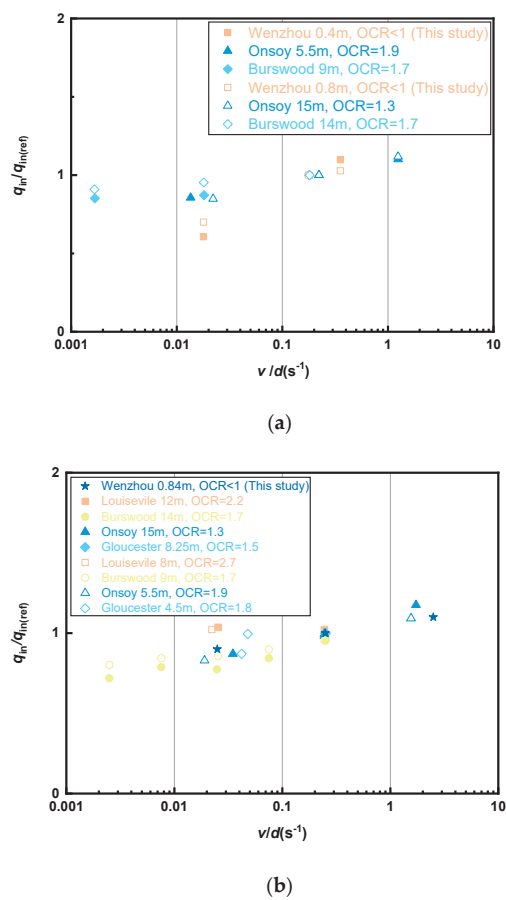 2
1
0
q_in/q_in(ref)
Wenzhou 0.4m, OCR<1 (This study)
Onsoy 5.5m, OCR=1.9
Burswood 9m, OCR=1.7
Wenzhou 0.8m, OCR<1 (This study)
Onsoy 15m, OCR=1.3
Burswood 14m, OCR=1.7
0.001 0.01 0.1 1 10
v/d(s⁻¹)
(a)
2
1
0
q_in/q_in(ref)
Wenzhou 0.84m, OCR<1 (This study)
Louisevile 12m, OCR=2.2
Burswood 14m, OCR=1.7
Onsoy 15m, OCR=1.3
Gloucester 8.25m, OCR=1.5
Louisevile 8m, OCR=2.7
Burswood 9m, OCR=1.7
Onsoy 5.5m, OCR=1.9
Gloucester 4.5m, OCR=1.8
0.001 0.01 0.1 1 10
v/d(s⁻¹)
(b)